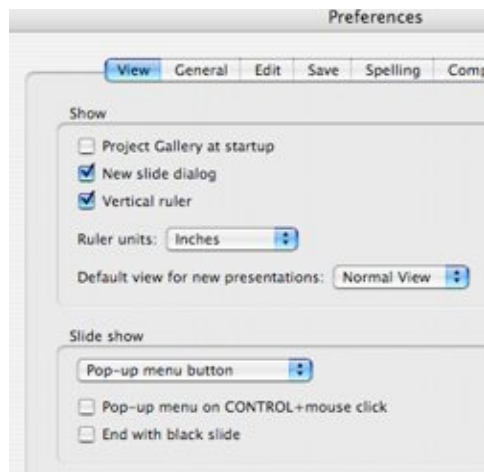 Preferences
View General Edit Save Spelling
Show
Project Gallery at startup
New slide dialog
Vertical ruler
Ruler units: Inches
Default view for new presentations: Normal View
Slide show
Pop-up menu button
Pop-up menu on CONTROL+mouse click
End with black slide